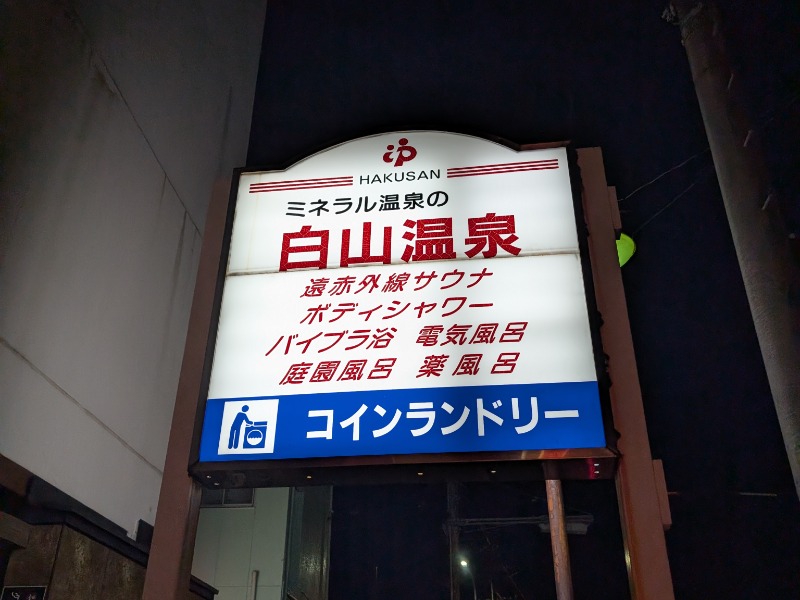 HAKUSAN
ミネラル温泉の
白山温泉
遠赤外線サウナ
ボディシャワー
バイブラ浴 電気風呂
庭園風呂 薬風呂
コインランドリー